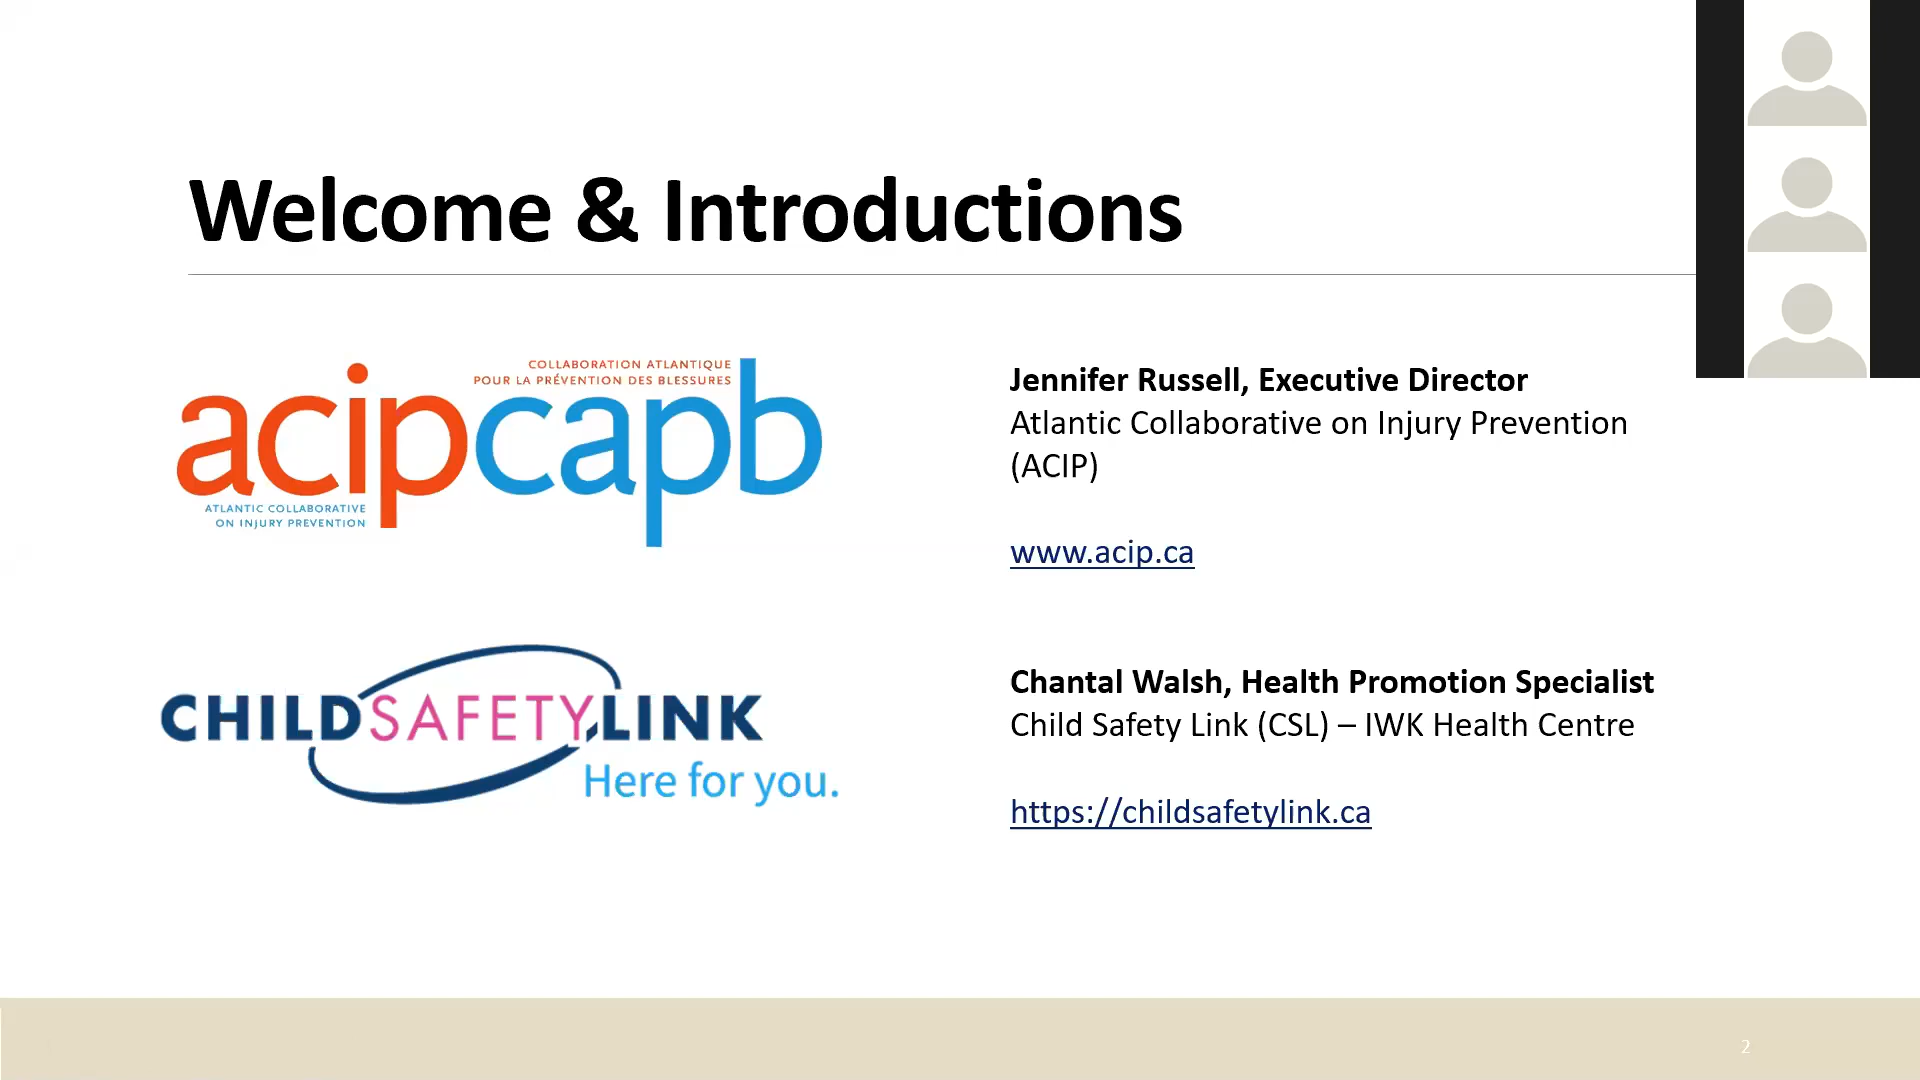 Welcome & Introductions
COLLABORATION ATLANTIQUE
POUR LA PRÉVENTION DES BLESSURES
acipcapb
ATLANTIC COLLABORATIVE
ON INJURY PREVENTION
Jennifer Russell, Executive Director
Atlantic Collaborative on Injury Prevention
(ACIP)
www.acip.ca
CHILDSAFETYLINK
Here for you.
Chantal Walsh, Health Promotion Specialist
Child Safety Link (CSL) – IWK Health Centre
https://childsafetylink.ca
2